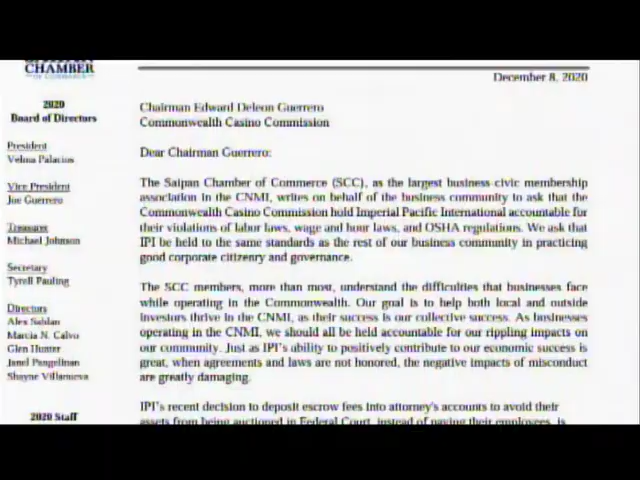 CHAMBER
OF COMMERCE
December 8, 2020
2020
Board of Directors
President
Velma Palacios
Vice President
Joe Guerrero
Treasurer
Michael Johnson
Secretary
Tyrell Pauling
Directors
Alex Sablan
Marcia N. Calvo
Glen Hunter
Janel Pangelinan
Shayne Villanueva
2020 Staff
Chairman Edward Deleon Guerrero
Commonwealth Casino Commission
Dear Chairman Guerrero:
The Saipan Chamber of Commerce (SCC), as the largest business-civic membership
association in the CNMI, writes on behalf of the business community to ask that the
Commonwealth Casino Commission hold Imperial Pacific International accountable for
their violations of labor laws, wage and hour laws, and OSHA regulations. We ask that
IPI be held to the same standards as the rest of our business community in practicing
good corporate citizenry and governance.
The SCC members, more than most, understand the difficulties that businesses face
while operating in the Commonwealth. Our goal is to help both local and outside
investors thrive in the CNMI, as their success is our collective success. As businesses
operating in the CNMI, we should all be held accountable for our rippling impacts on
our community. Just as IPI's ability to positively contribute to our economic success is
great, when agreements and laws are not honored, the negative impacts of misconduct
are greatly damaging.
IPI's recent decision to deposit escrow fees into attorney's accounts to avoid their
assets from being auctioned in Federal Court, instead of paying their employees, is